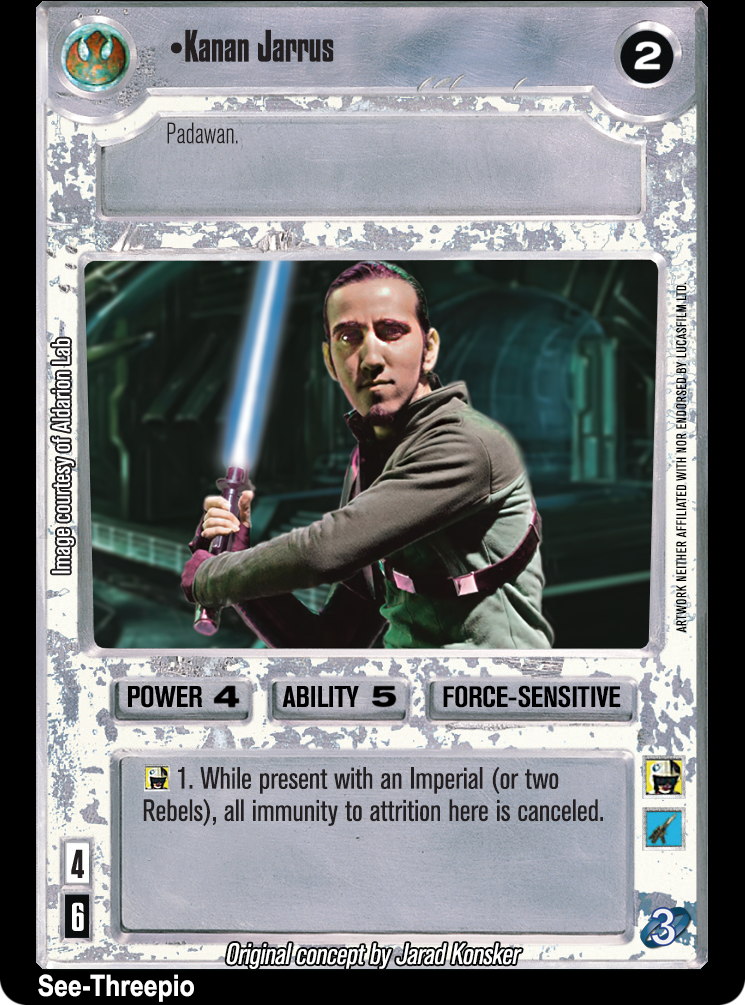 •Kanan Jarrus
2
Padawan.
Image courtesy of Aldarion Lab
ARTWORK NEITHER AFFILIATED WITH NOR ENDORSED BY LUCASFILM LTD.
POWER 4
ABILITY 5
FORCE-SENSITIVE
1. While present with an Imperial (or two
Rebels), all immunity to attrition here is canceled.
4
6
3
Original concept by Jarad Konsker
See-Threepio